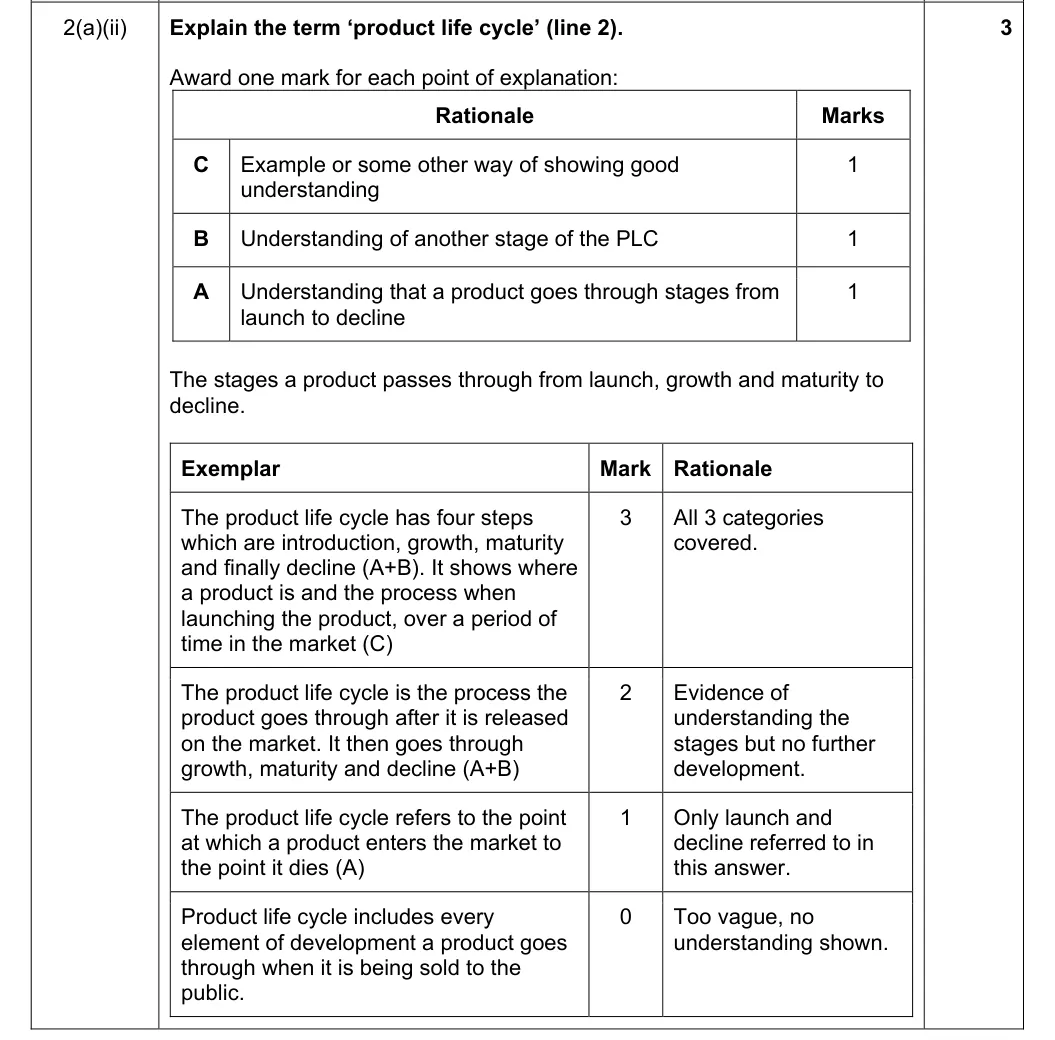 2(a)(ii)
Explain the term ‘product life cycle’ (line 2).
3
Award one mark for each point of explanation:
Rationale
Marks
C
Example or some other way of showing good
understanding
1
B
Understanding of another stage of the PLC
1
A
Understanding that a product goes through stages from
launch to decline
1
The stages a product passes through from launch, growth and maturity to
decline.
Exemplar
Mark
Rationale
The product life cycle has four steps
which are introduction, growth, maturity
and finally decline (A+B). It shows where
a product is and the process when
launching the product, over a period of
time in the market (C)
3
All 3 categories
covered.
The product life cycle is the process the
product goes through after it is released
on the market. It then goes through
growth, maturity and decline (A+B)
2
Evidence of
understanding the
stages but no further
development.
The product life cycle refers to the point
at which a product enters the market to
the point it dies (A)
1
Only launch and
decline referred to in
this answer.
Product life cycle includes every
element of development a product goes
through when it is being sold to the
public.
0
Too vague, no
understanding shown.